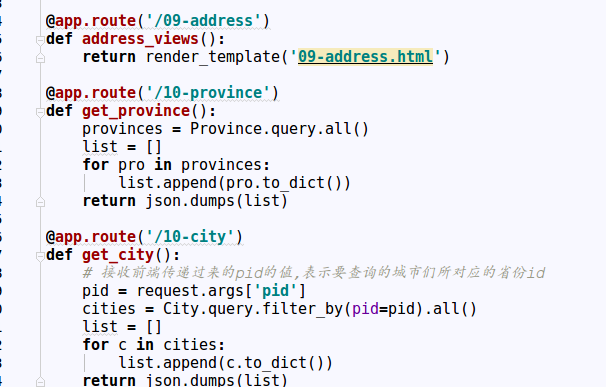 @app.route('/09-address')
def address_views():
    return render_template('09-address.html')
@app.route('/10-province')
def get_province():
    provinces = Province.query.all()
    list = []
    for pro in provinces:
        list.append(pro.to_dict())
    return json.dumps(list)
@app.route('/10-city')
def get_city():
    # 接收前端传递过来的pid的值,表示要查询的城市们所对应的省份id
    pid = request.args['pid']
    cities = City.query.filter_by(pid=pid).all()
    list = []
    for c in cities:
        list.append(c.to_dict())
    return json.dumps(list)